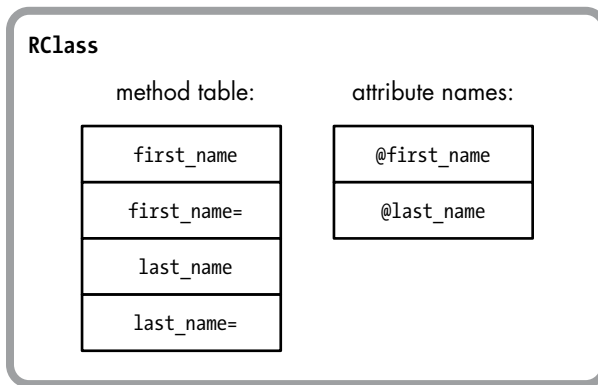 RClass
method table:
attribute names:
first_name
@first_name
first_name=
@last_name
last_name
last_name=